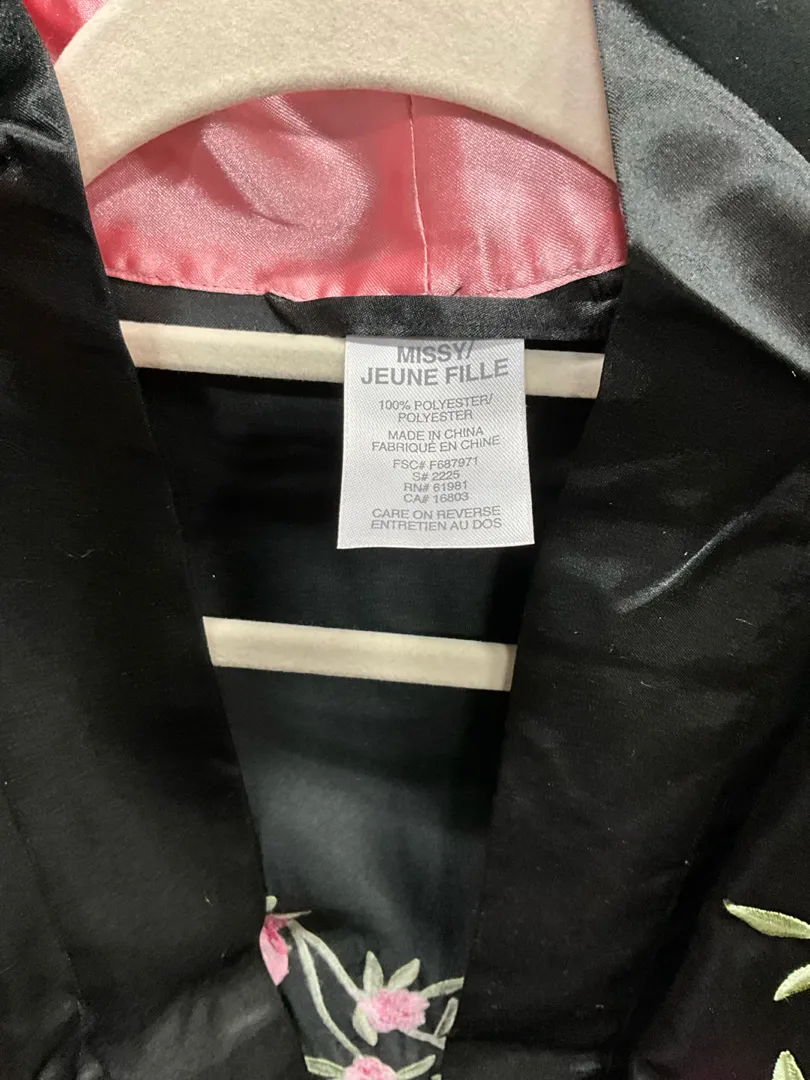 MISSY/
JEUNE FILLE
100% POLYESTER/
POLYESTER
MADE IN CHINA
FABRIQUÉ EN CHINE
FSC# F687971
S# 2225
RN# 61981
CA# 16803
CARE ON REVERSE
ENTRETIEN AU DOS